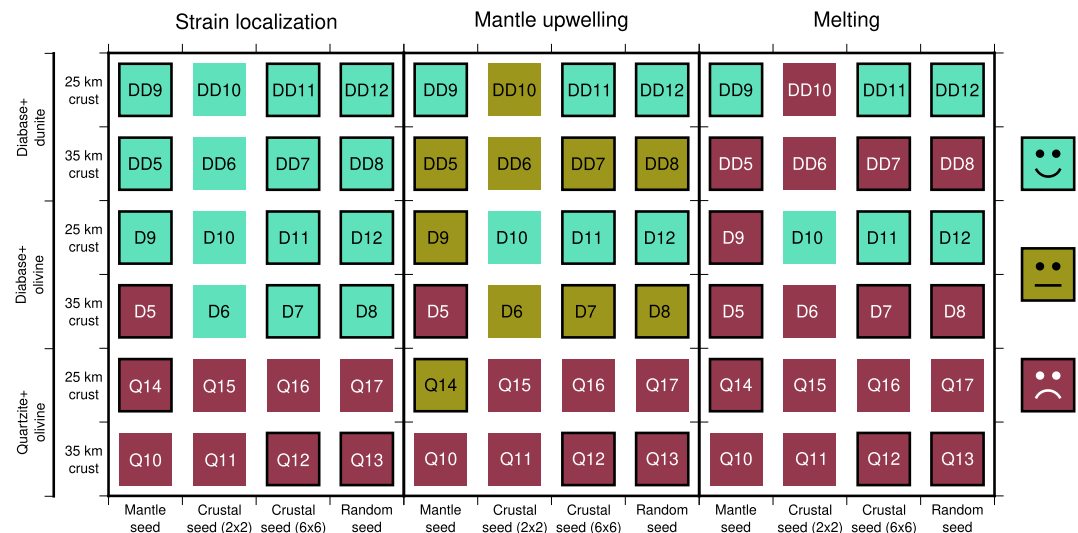 Strain localization Mantle upwelling Melting
Diabase+
dunite
25 km
crust
DD9 DD10 DD11 DD12 DD9 DD10 DD11 DD12 DD9 DD10 DD11 DD12
35 km
crust
DD5 DD6 DD7 DD8 DD5 DD6 DD7 DD8 DD5 DD6 DD7 DD8
Diabase+
olivine
25 km
crust
D9 D10 D11 D12 D9 D10 D11 D12 D9 D10 D11 D12
35 km
crust
D5 D6 D7 D8 D5 D6 D7 D8 D5 D6 D7 D8
Quartzite+
olivine
25 km
crust
Q14 Q15 Q16 Q17 Q14 Q15 Q16 Q17 Q14 Q15 Q16 Q17
35 km
crust
Q10 Q11 Q12 Q13 Q10 Q11 Q12 Q13 Q10 Q11 Q12 Q13
Mantle Crustal Crustal Random Mantle Crustal Crustal Random Mantle Crustal Crustal Random
seed seed (2x2) seed (6x6) seed seed seed (2x2) seed (6x6) seed seed seed (2x2) seed (6x6) seed